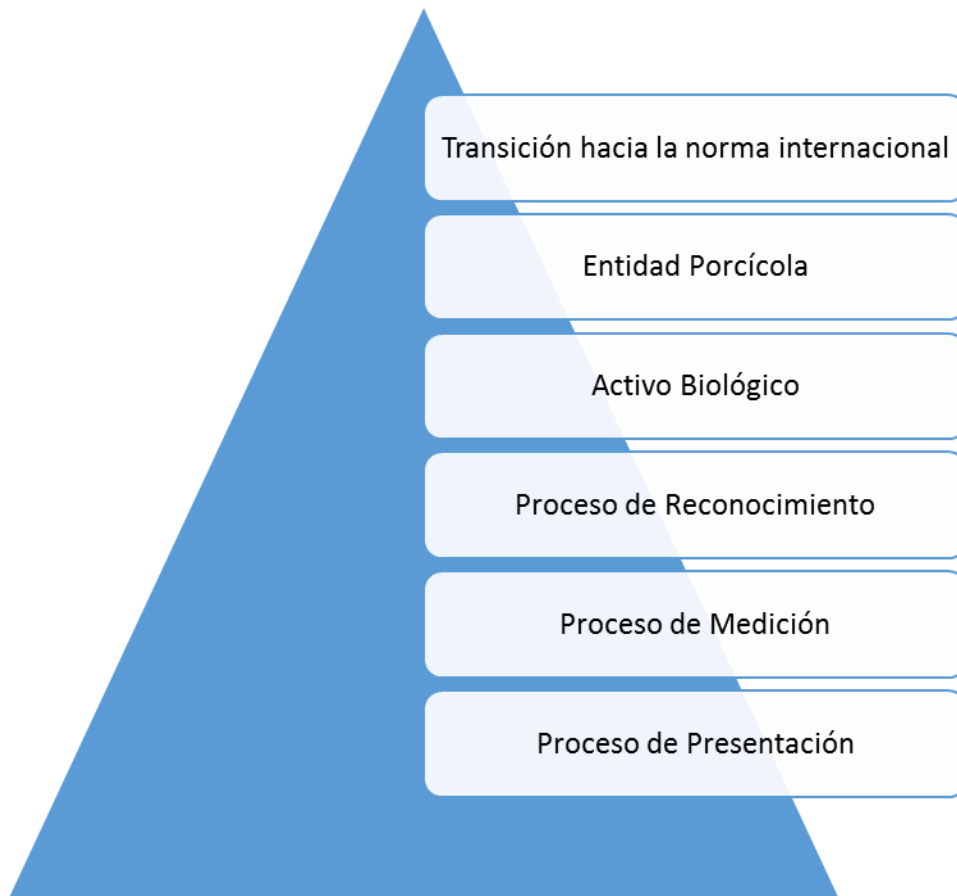 Transición hacia la norma internacional
Entidad Porcícola
Activo Biológico
Proceso de Reconocimiento
Proceso de Medición
Proceso de Presentación